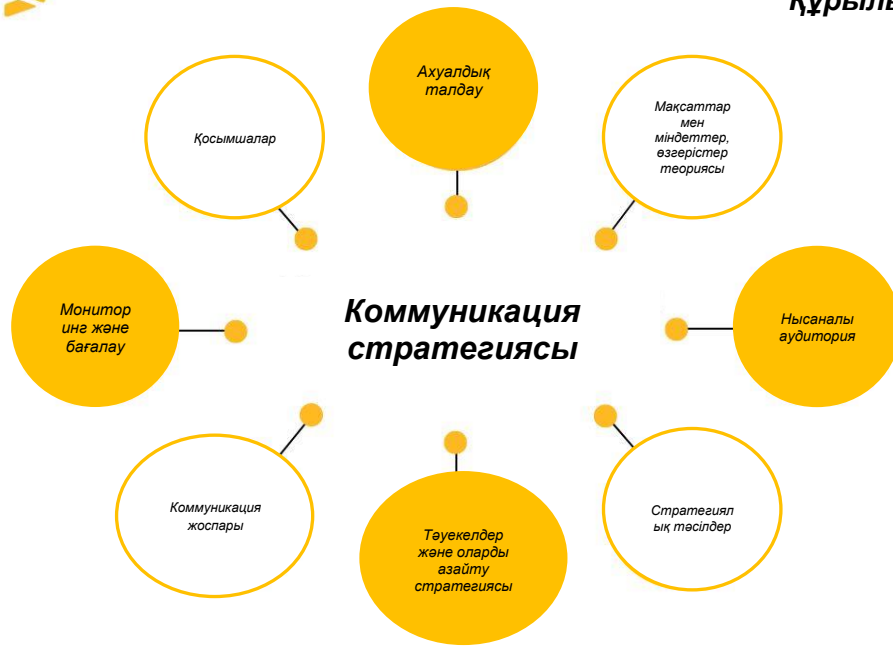 Ахуалдық
талдау
Қосымшалар
Мақсаттар
мен
міндеттер,
өзгерістер
теориясы
Монитор
инг және
бағалау
Коммуникация
стратегиясы
Нысаналы
аудитория
Коммуникация
жоспары
Тәуекелдер
және оларды
азайту
стратегиясы
Стратегиял
ық тәсілдер